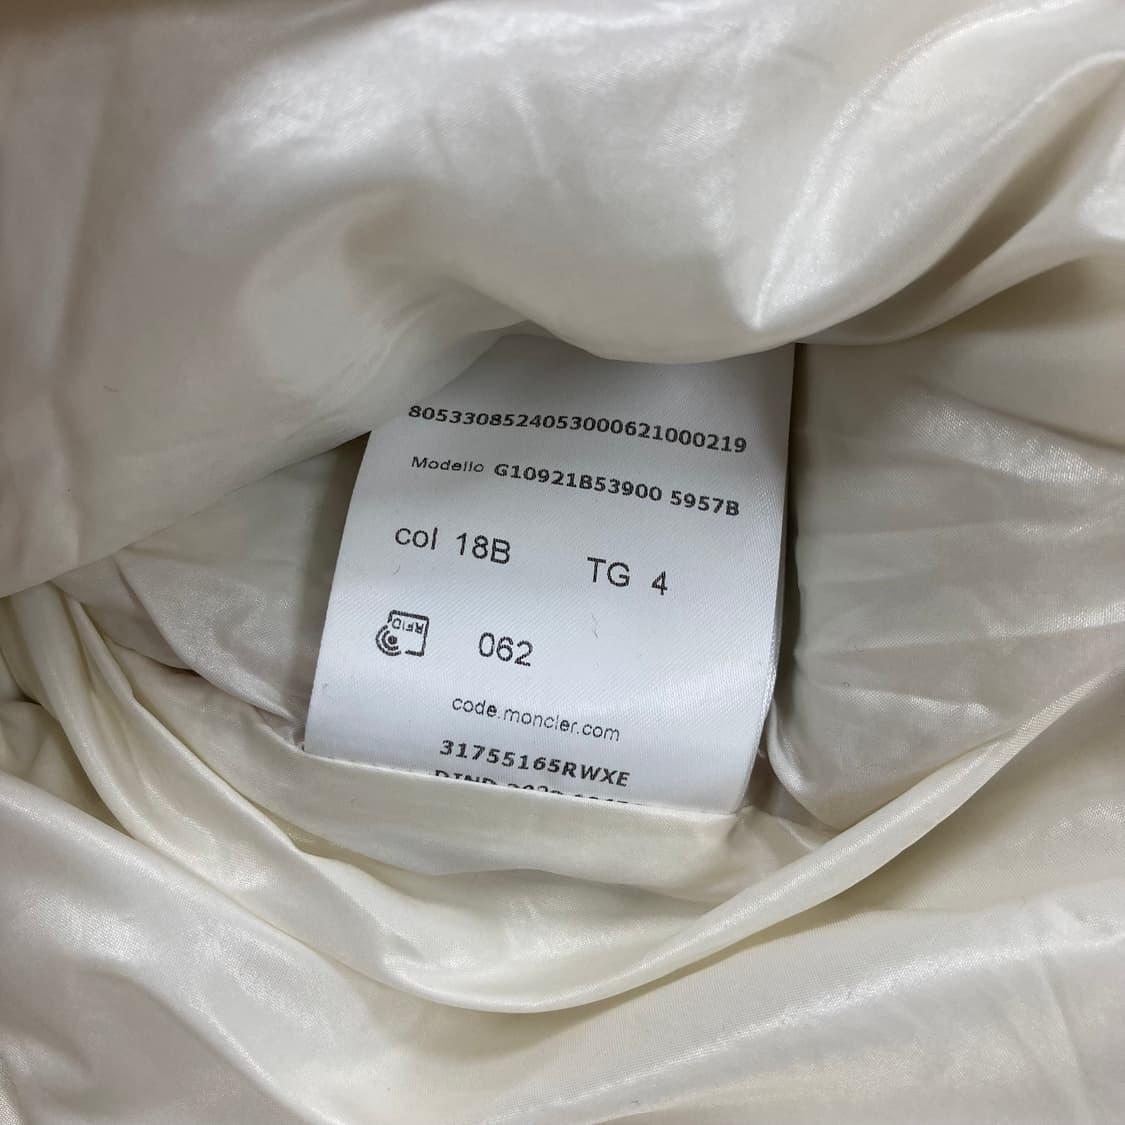 8053308524053000621000219
Modello G10921B53900 5957B
col 18B TG 4
RFID 062
code.moncler.com
31755165RWXE